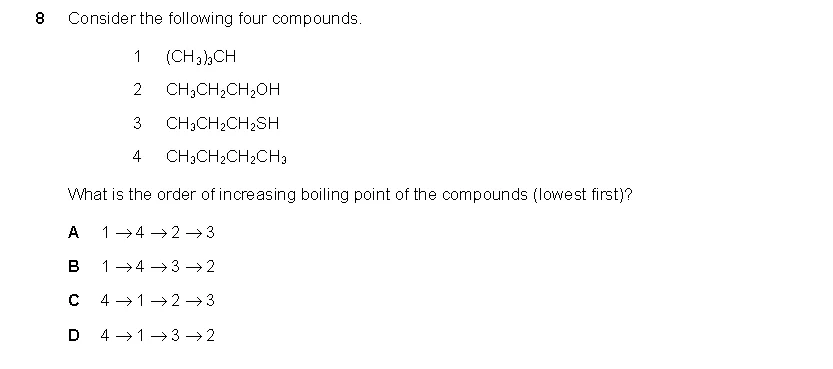 8 Consider the following four compounds.
1 (CH₃)₃CH
2 CH₃CH₂CH₂OH
3 CH₃CH₂CH₂SH
4 CH₃CH₂CH₂CH₃
What is the order of increasing boiling point of the compounds (lowest first)?
A 1 → 4 → 2 → 3
B 1 → 4 → 3 → 2
C 4 → 1 → 2 → 3
D 4 → 1 → 3 → 2